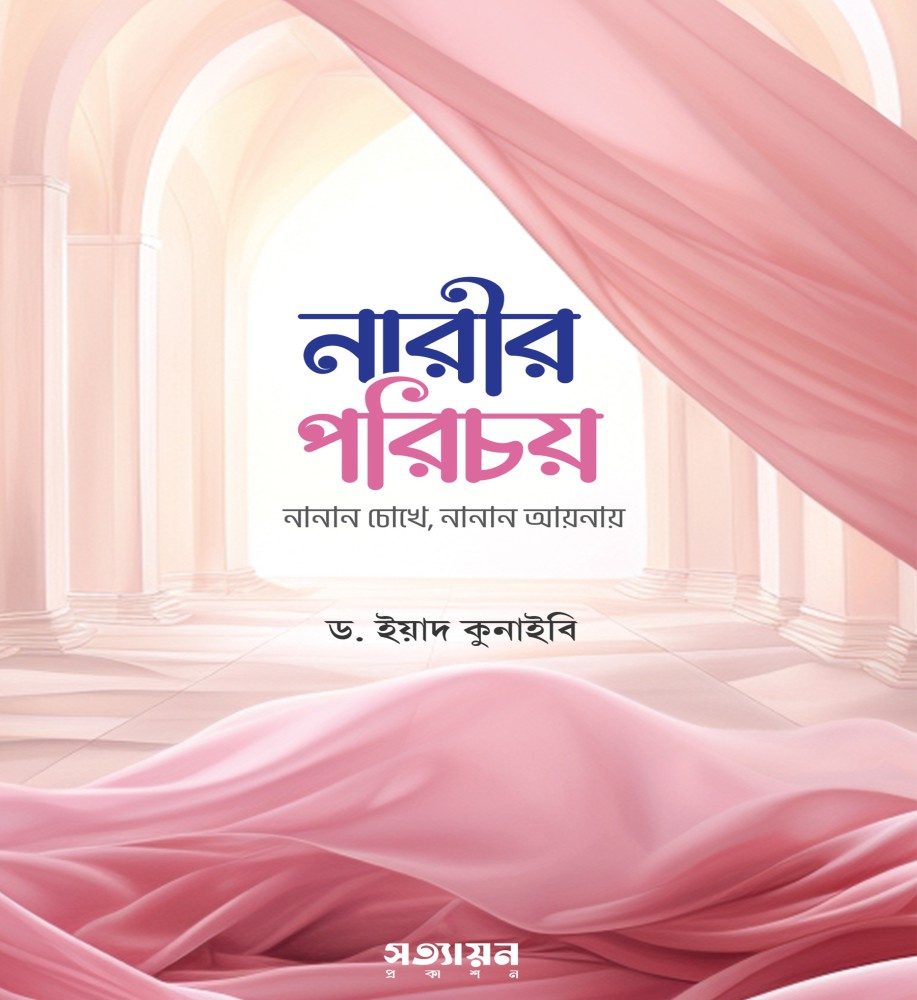 নারীর
পরিচয়
নানান চোখে, নানান আয়নায়
ড. ইয়াদ কুনাইবি
সত্যায়ন
প্রকাশন